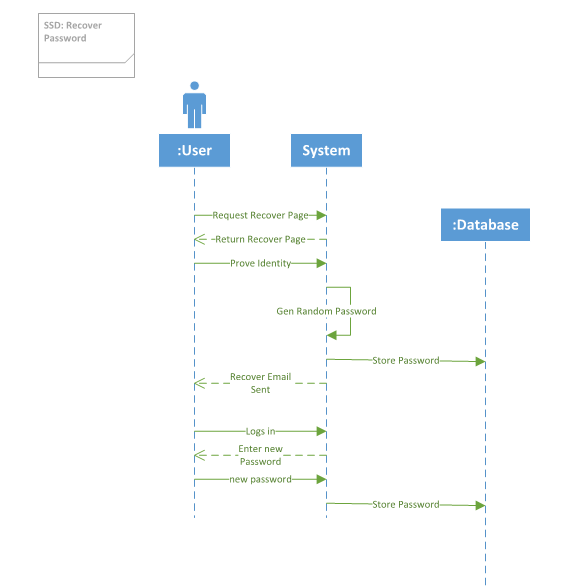 SSD: Recover
Password
:User
System
:Database
Request Recover Page
Return Recover Page
Prove Identity
Gen Random Password
Store Password
Recover Email
Sent
Logs in
Enter new
Password
new password
Store Password